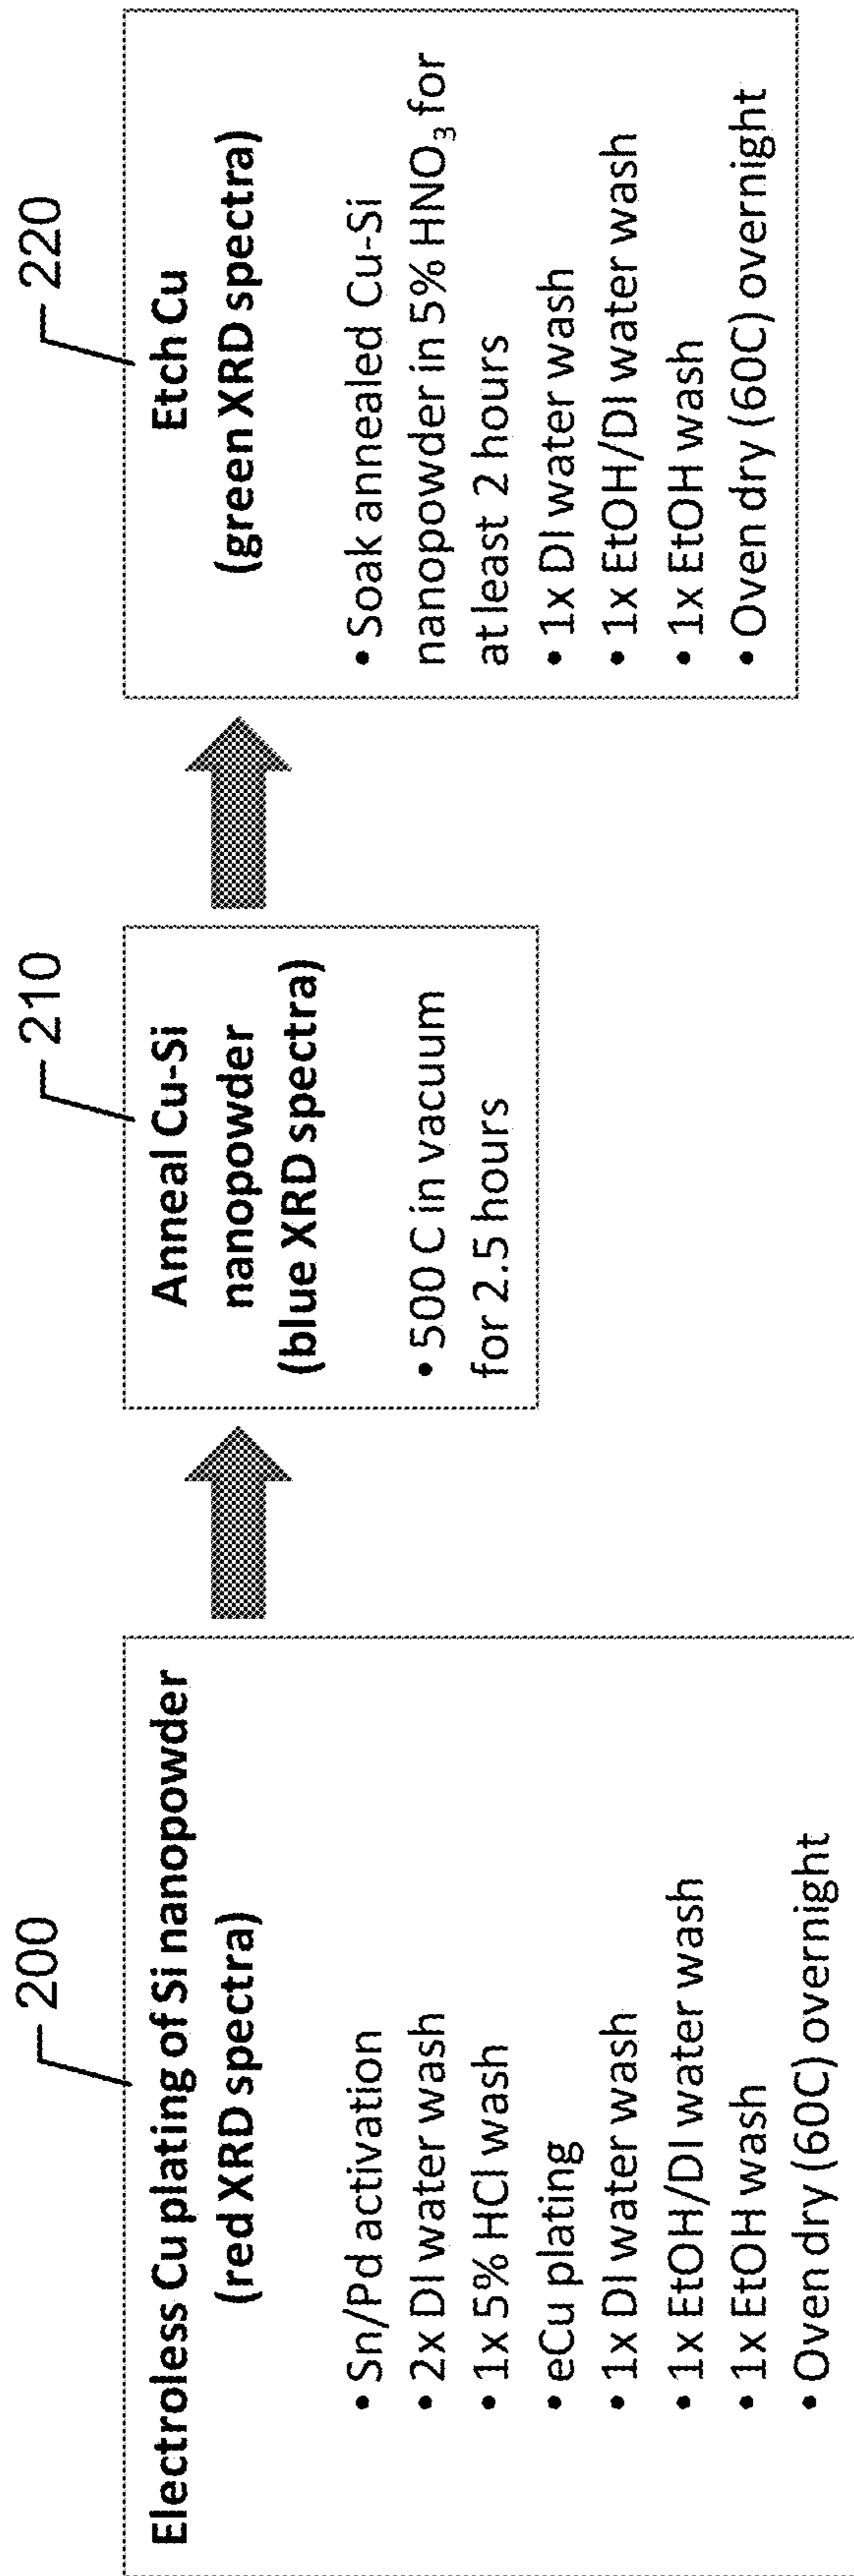 200
Electroless Cu plating of Si nanopowder
(red XRD spectra)
• Sn/Pd activation
• 2x DI water wash
• 1x 5% HCl wash
• eCu plating
• 1x DI water wash
• 1x EtOH/DI water wash
• 1x EtOH wash
• Oven dry (60C) overnight
210
Anneal Cu-Si
nanopowder
(blue XRD spectra)
• 500 C in vacuum
for 2.5 hours
220
Etch Cu
(green XRD spectra)
• Soak annealed Cu-Si
nanopowder in 5% HNO₃ for
at least 2 hours
• 1x DI water wash
• 1x EtOH/DI water wash
• 1x EtOH wash
• Oven dry (60C) overnight